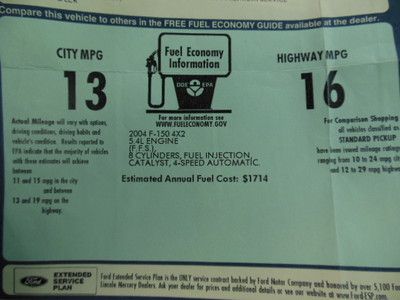 Compare this vehicle to others in the FREE FUEL ECONOMY GUIDE available at the dealer.
CITY MPG
13
Fuel Economy
Information
DOE EPA
HIGHWAY MPG
16
For more information see
WWW.FUELECONOMY.GOV
Actual Mileage will vary with options,
driving conditions, driving habits and
vehicle's condition. Results reported
to EPA indicate that the majority of vehicles
with these estimates will achieve
between
11 and 15 mpg in the city
and between
13 and 19 mpg on the
highway.
2004 F-150 4X2
5.4L ENGINE
(F.F.S.),
8 CYLINDERS, FUEL INJECTION,
CATALYST, 4-SPEED AUTOMATIC.
Estimated Annual Fuel Cost: $1714
For Comparison Shopping
all vehicles classified as
STANDARD PICKUP
have been issued mileage ratings
ranging from 10 to 24 mpg city
and 12 to 29 mpg highway
Ford
EXTENDED
SERVICE
PLAN
Ford Extended Service Plan is the ONLY service contract backed by Ford Motor Company and honored by over 5,100 Ford
Lincoln Mercury Dealers. Ask your dealer for prices and additional details or see our website at www.Ford-ESP.com